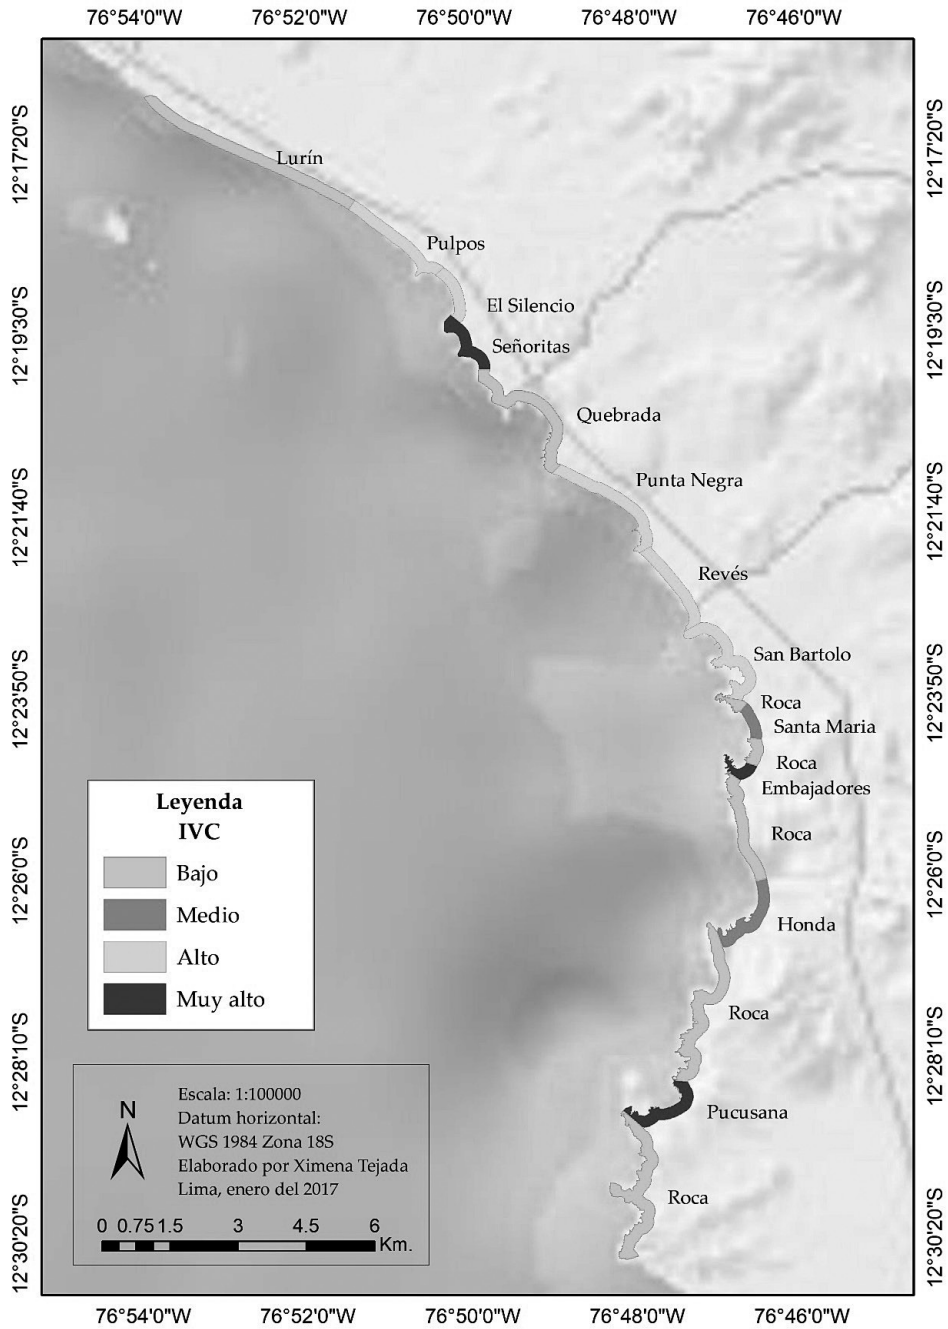 76°54'0"W 76°52'0"W 76°50'0"W 76°48'0"W 76°46'0"W
12°17'20"S
12°19'30"S
12°21'40"S
12°23'50"S
12°26'0"S
12°28'10"S
12°30'20"S
Lurín
Pulpos
El Silencio
Señoritas
Quebrada
Punta Negra
Revés
San Bartolo
Roca
Santa Maria
Roca
Embajadores
Roca
Honda
Roca
Pucusana
Roca
Leyenda
IVC
Bajo
Medio
Alto
Muy alto
N
Escala: 1:100000
Datum horizontal:
WGS 1984 Zona 18S
Elaborado por Ximena Tejada
Lima, enero del 2017
0 0.75 1.5 3 4.5 6
Km.
12°17'20"S
12°19'30"S
12°21'40"S
12°23'50"S
12°26'0"S
12°28'10"S
12°30'20"S
76°54'0"W 76°52'0"W 76°50'0"W 76°48'0"W 76°46'0"W